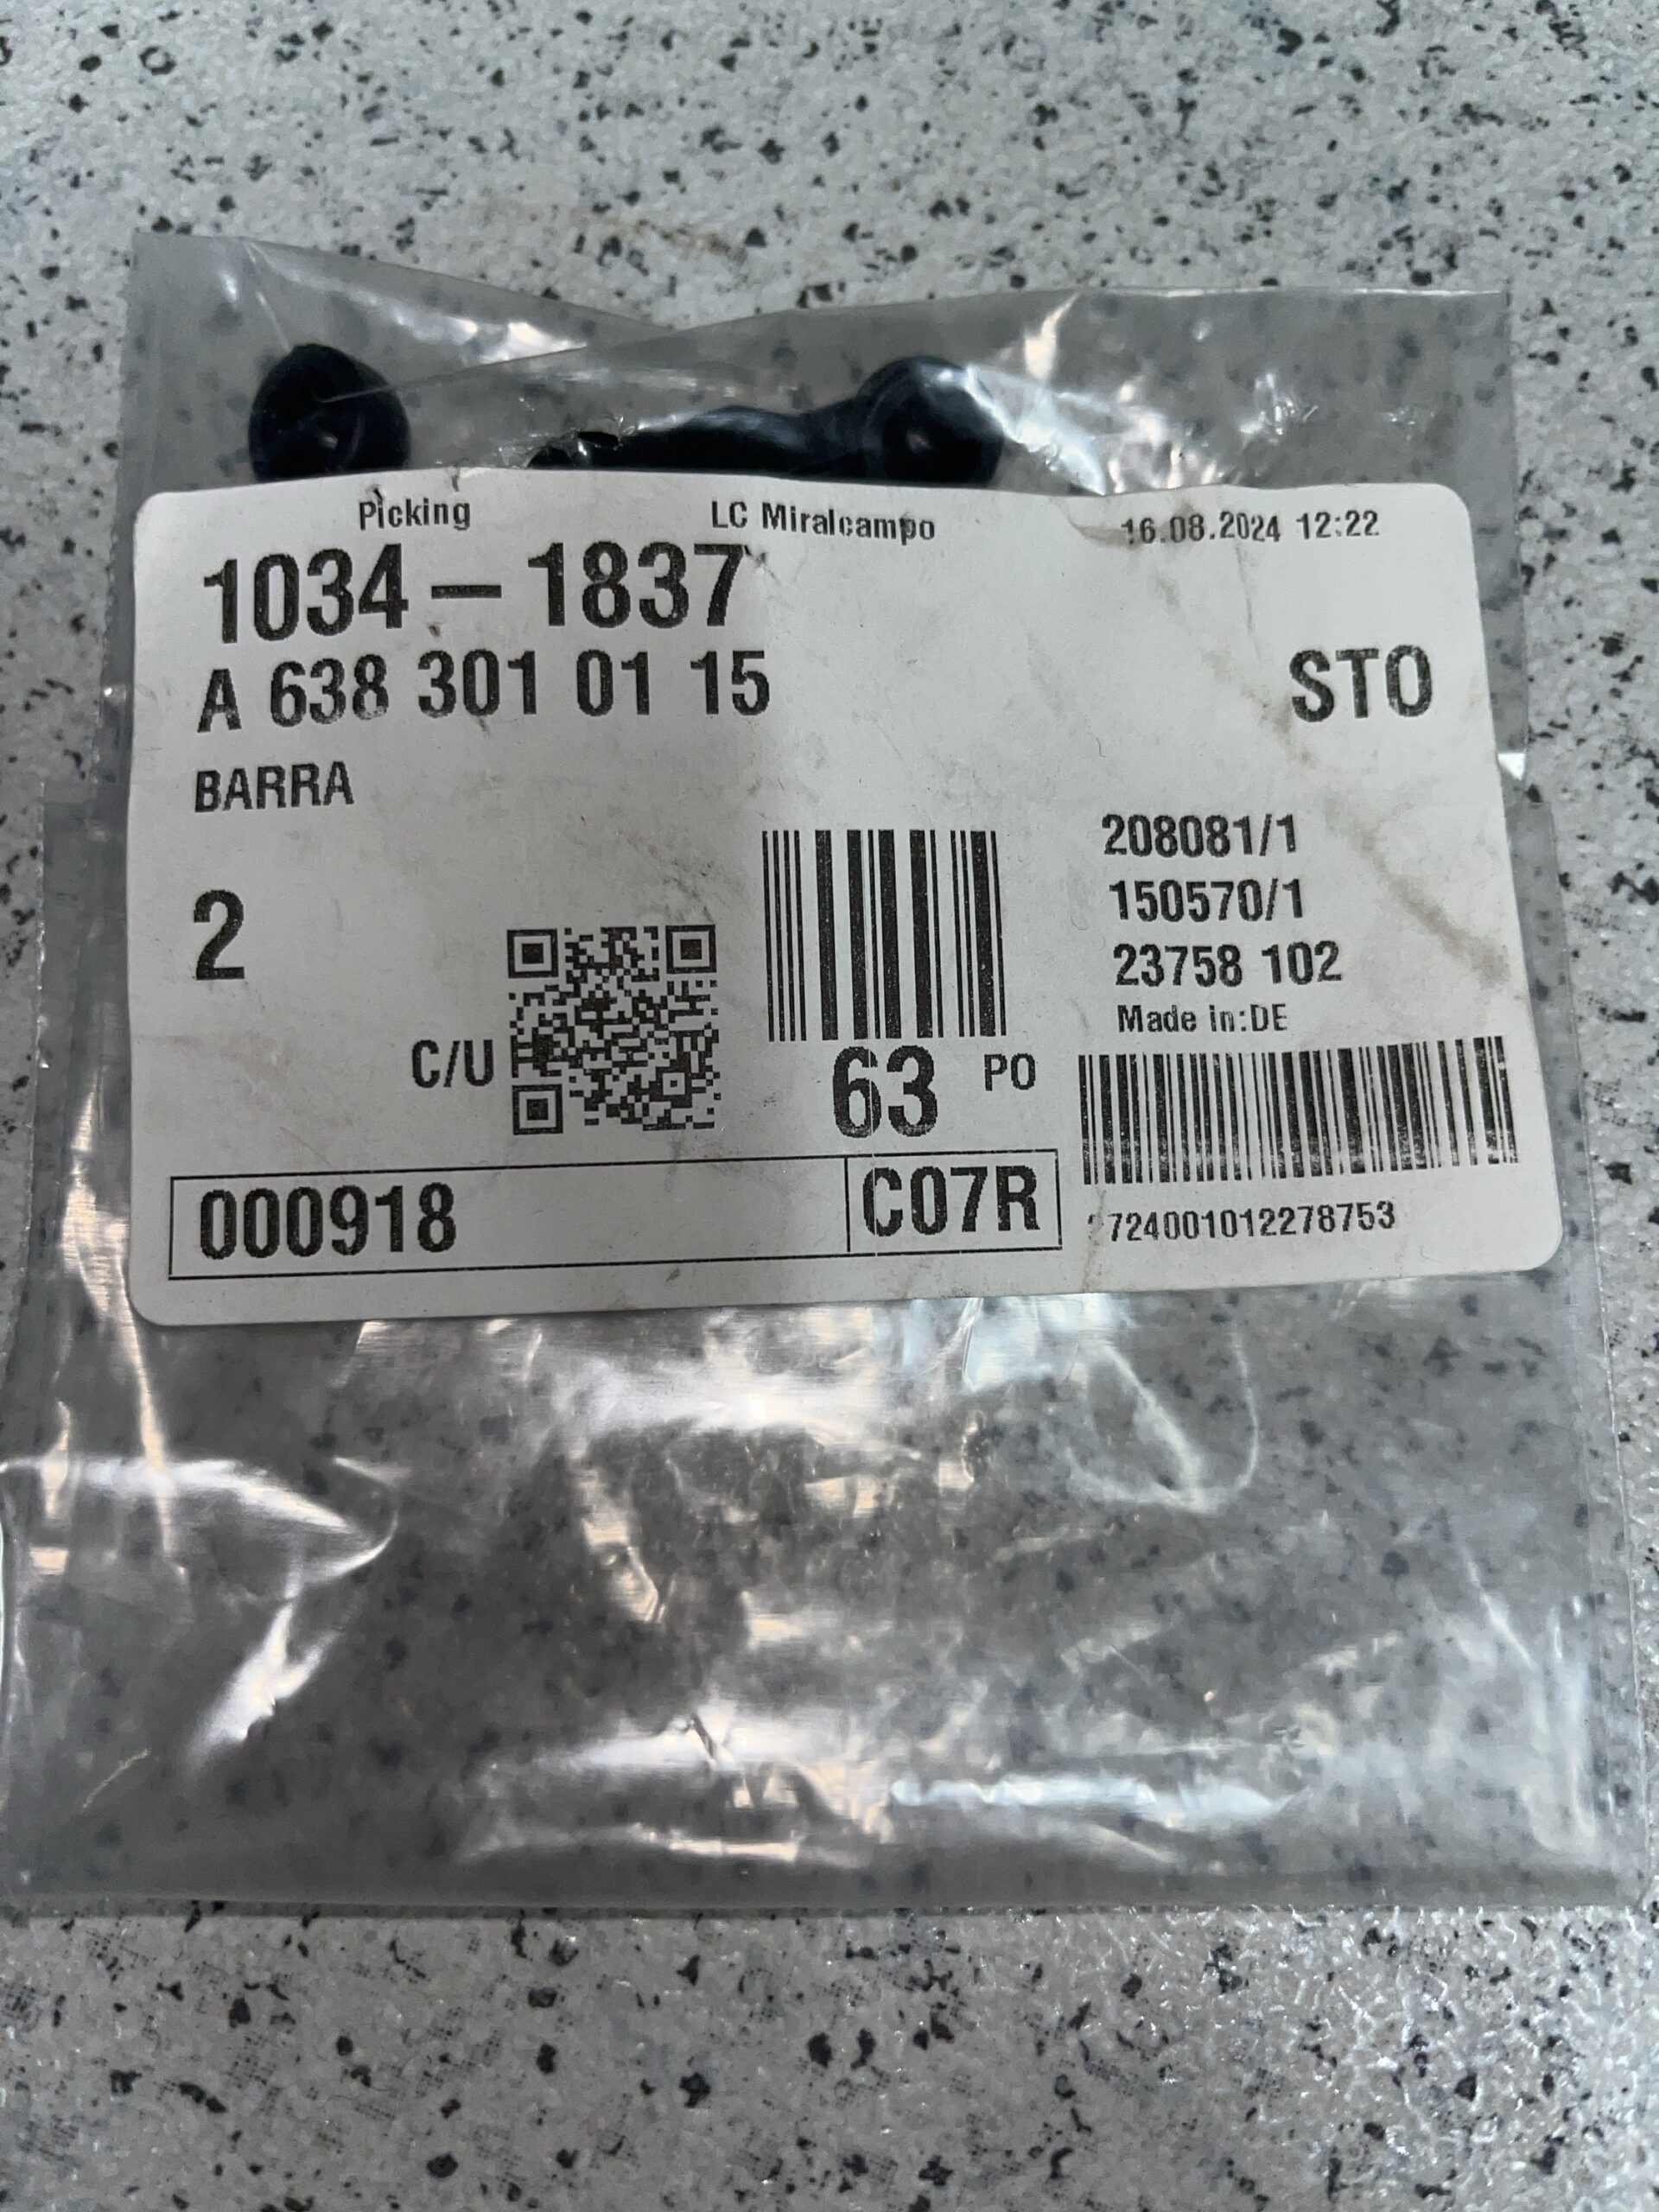 Picking LC Miralcampo 16.08.2024 12:22
1034 – 1837
A 638 301 01 15 STO
BARRA
208081/1
150570/1
2
23758 102
Made in:DE
C/U
63 PO
000918 C07R
724001012278753